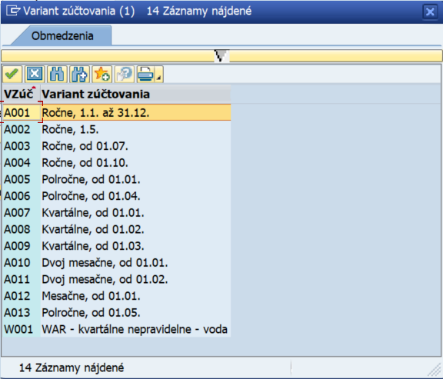 Variant zúčtovania (1) 14 Záznamy nájdené
Obmedzenia
VZúč Variant zúčtovania
A001 Ročne, 1.1. až 31.12.
A002 Ročne, 1.5.
A003 Ročne, od 01.07.
A004 Ročne, od 01.10.
A005 Polročne, od 01.01.
A006 Polročne, od 01.04.
A007 Kvartálne, od 01.01.
A008 Kvartálne, od 01.02.
A009 Kvartálne, od 01.03.
A010 Dvoj mesačne, od 01.01.
A011 Dvoj mesačne, od 01.02.
A012 Mesačne, od 01.01.
A013 Polročne, od 01.05.
W001 WAR - kvartálne nepravidelne - voda
14 Záznamy nájdené